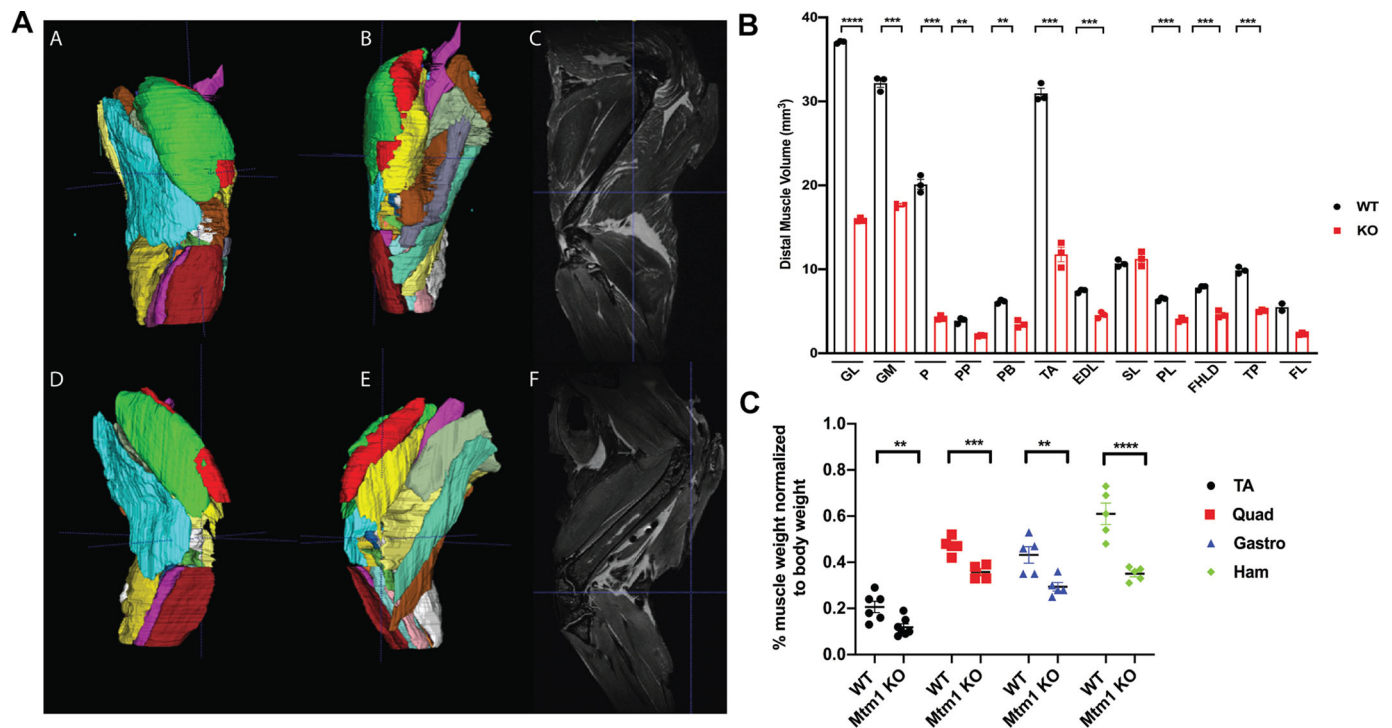 A
A
B
C
D
E
F
B
**** *** *** ** ** *** *** *** *** ***
Distal Muscle Volume (mm³)
40
30
20
10
0
GL GM P PP PB TA EDL SL PL FHLD TP FL
WT
KO
C
** *** ** ****
% muscle weight normalized
to body weight
1.0
0.8
0.6
0.4
0.2
0.0
WT Mtm1 KO WT Mtm1 KO WT Mtm1 KO WT Mtm1 KO
TA
Quad
Gastro
Ham